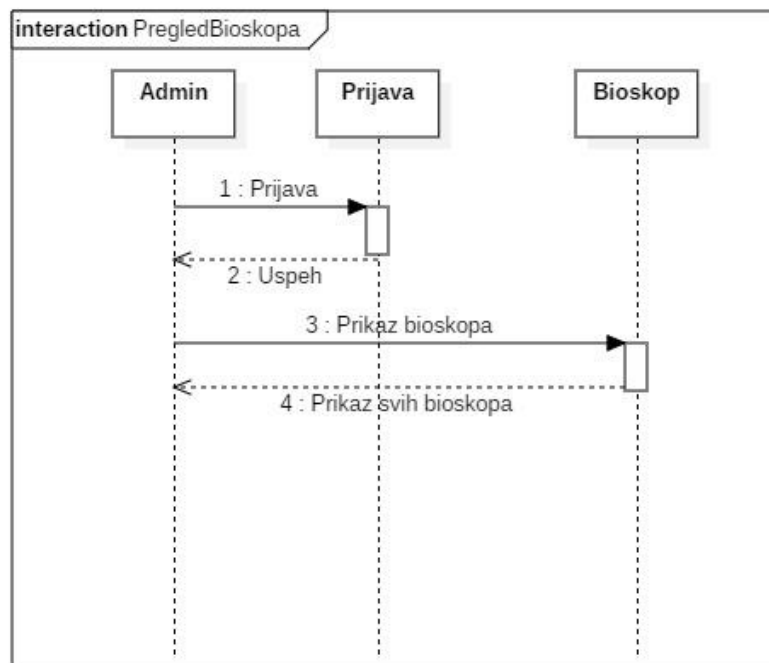 interaction PregledBioskopa
Admin
Prijava
Bioskop
1 : Prijava
2 : Uspeh
3 : Prikaz bioskopa
4 : Prikaz svih bioskopa